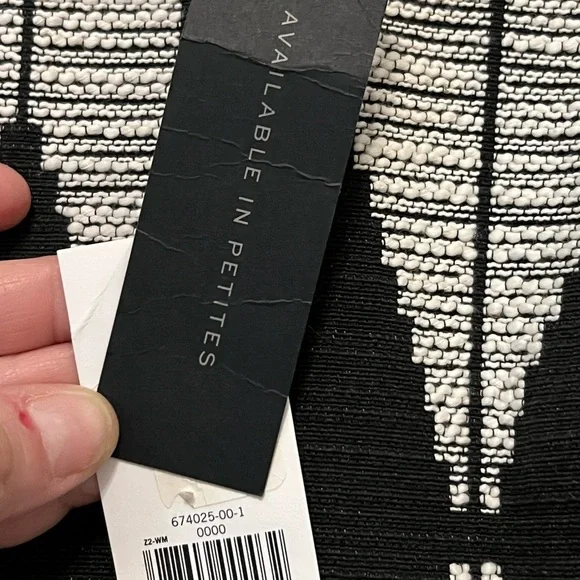 AVAILABLE IN PETITES
674025-00-1
0000
Z2-WM